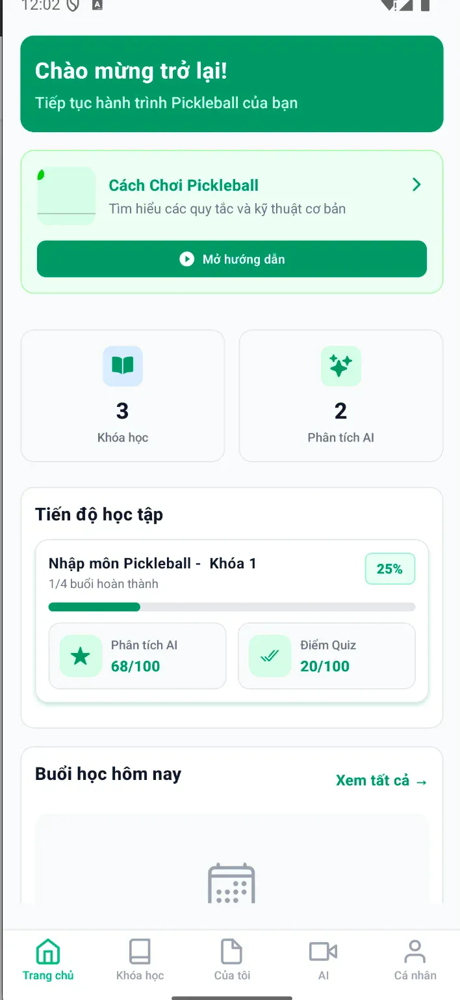 12:02
A
Chào mừng trở lại!
Tiếp tục hành trình Pickleball của bạn
Cách Chơi Pickleball
Tìm hiểu các quy tắc và kỹ thuật cơ bản
Mở hướng dẫn
3
Khóa học
2
Phân tích AI
Tiến độ học tập
Nhập môn Pickleball - Khóa 1
25%
1/4 buổi hoàn thành
Phân tích AI
68/100
Điểm Quiz
20/100
Buổi học hôm nay
Xem tất cả →
Trang chủ
Khóa học
Của tôi
AI
Cá nhân